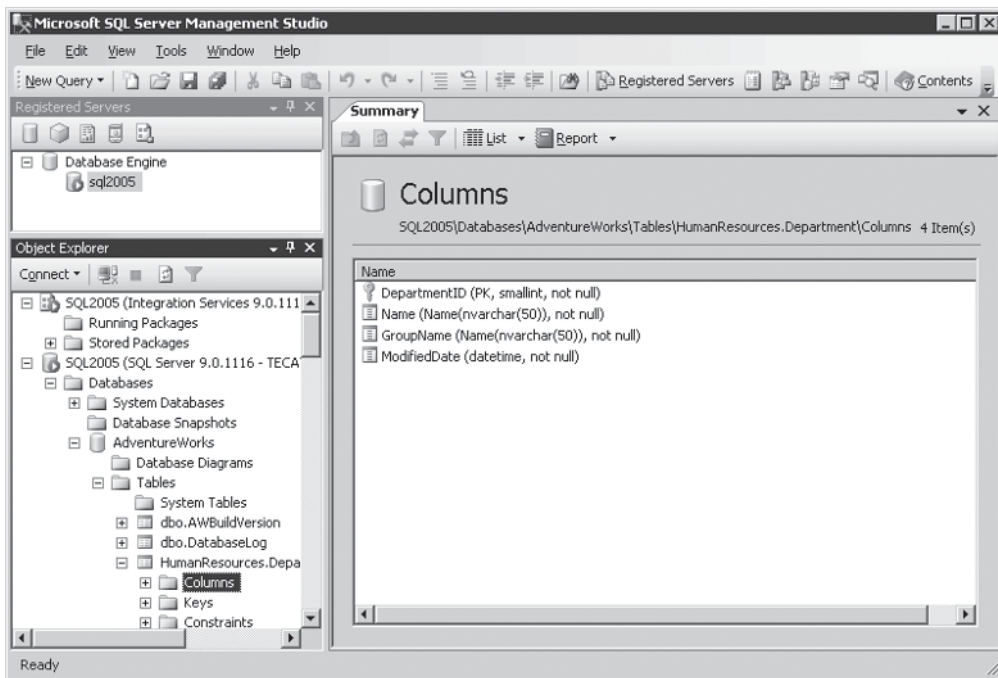 Microsoft SQL Server Management Studio
File Edit View Tools Window Help
New Query Registered Servers Contents
Registered Servers
Database Engine
sql2005
Object Explorer
Connect
SQL2005 (Integration Services 9.0.111
Running Packages
Stored Packages
SQL2005 (SQL Server 9.0.1116 - TECA
Databases
System Databases
Database Snapshots
AdventureWorks
Database Diagrams
Tables
System Tables
dbo.AWBuildVersion
dbo.DatabaseLog
HumanResources.Depa
Columns
Keys
Constraints
Summary
List Report
Columns
SQL2005\Databases\AdventureWorks\Tables\HumanResources.Department\Columns 4 Item(s)
Name
DepartmentID (PK, smallint, not null)
Name (Name(nvarchar(50)), not null)
GroupName (Name(nvarchar(50)), not null)
ModifiedDate (datetime, not null)
Ready